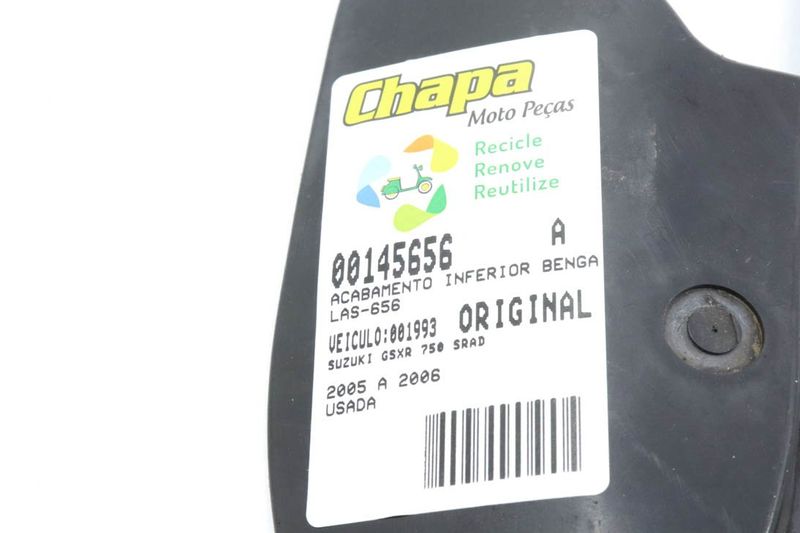 Chapa
Moto Peças
Recicle
Renove
Reutilize
00145656 A
ACABAMENTO INFERIOR BENGA
LAS-656
VEICULO:001993 ORIGINAL
SUZUKI GSXR 750 SRAD
2005 A 2006
USADA